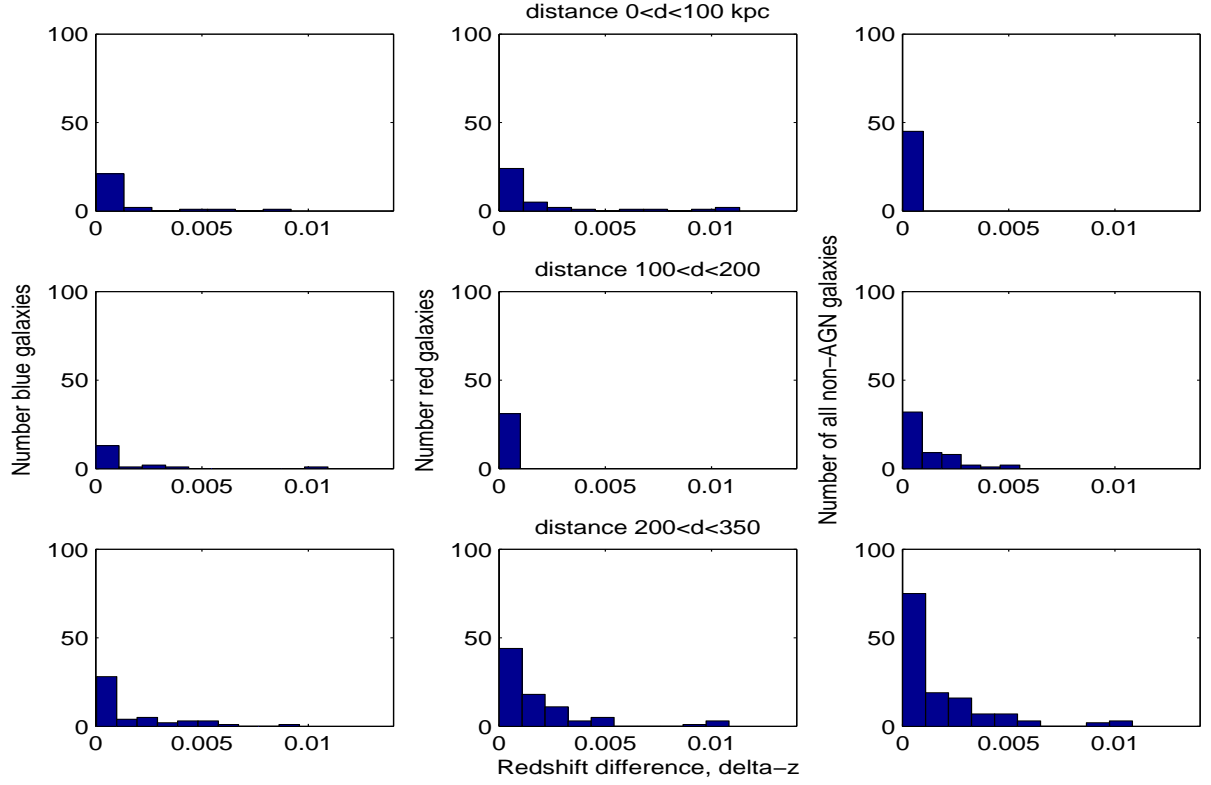 distance 0<d<100 kpc
100
50
0
0 0.005 0.01
100
50
0
0 0.005 0.01
100
50
0
0 0.005 0.01
distance 100<d<200
Number blue galaxies
100
50
0
0 0.005 0.01
Number red galaxies
100
50
0
0 0.005 0.01
Number of all non−AGN galaxies
100
50
0
0 0.005 0.01
distance 200<d<350
100
50
0
0 0.005 0.01
100
50
0
0 0.005 0.01
100
50
0
0 0.005 0.01
Redshift difference, delta−z